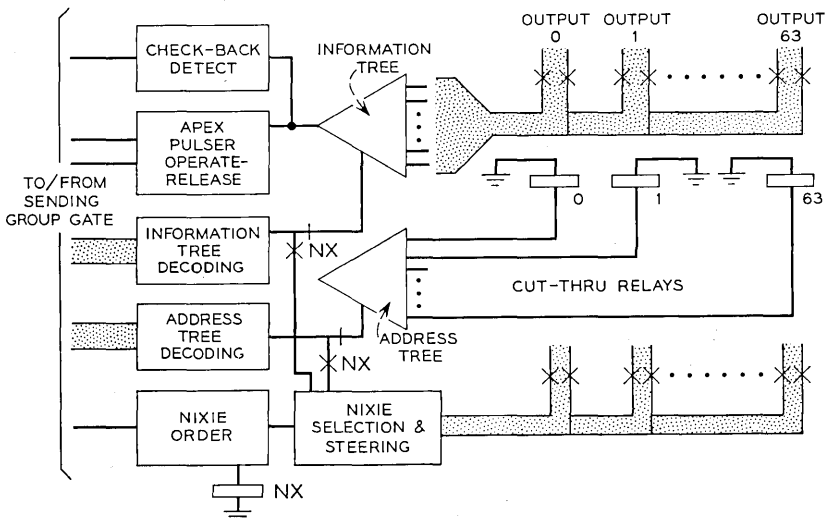 OUTPUT
0
OUTPUT
1
OUTPUT
63
CHECK-BACK
DETECT
INFORMATION
TREE
APEX
PULSER
OPERATE-
RELEASE
TO/FROM
SENDING
GROUP GATE
0
1
63
INFORMATION
TREE
DECODING
NX
CUT-THRU RELAYS
ADDRESS
TREE
DECODING
ADDRESS
TREE
NX
NIXIE
ORDER
NIXIE
SELECTION &
STEERING
NX